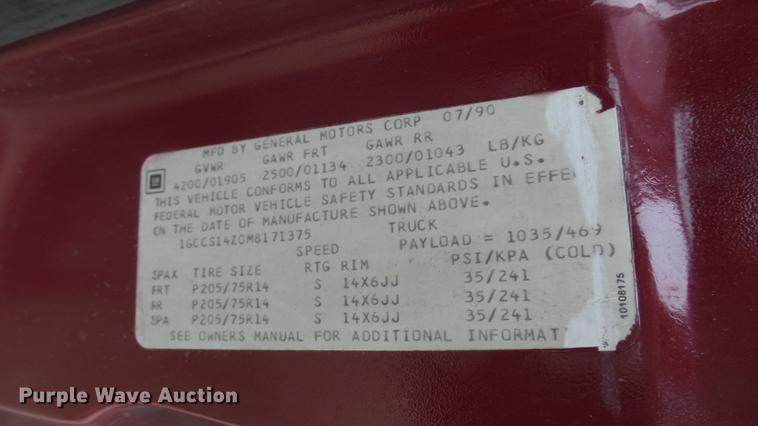 MFD BY GENERAL MOTORS CORP 07/90
GVWR GAWR FRT GAWR RR
4200/01905 2500/01134 2300/01043 LB/KG
THIS VEHICLE CONFORMS TO ALL APPLICABLE U.S.
FEDERAL MOTOR VEHICLE SAFETY STANDARDS IN EFFE
ON THE DATE OF MANUFACTURE SHOWN ABOVE.
1GCCS14Z0M8171375 TRUCK
SPEED PAYLOAD = 1035/469
SPAX TIRE SIZE RTG RIM PSI/KPA (COLD)
FRT P205/75R14 S 14X6JJ 35/241
RR P205/75R14 S 14X6JJ 35/241
SPA P205/75R14 S 14X6JJ 35/241
SEE OWNERS MANUAL FOR ADDITIONAL INFORMAT
10108175
GM
Purple Wave Auction